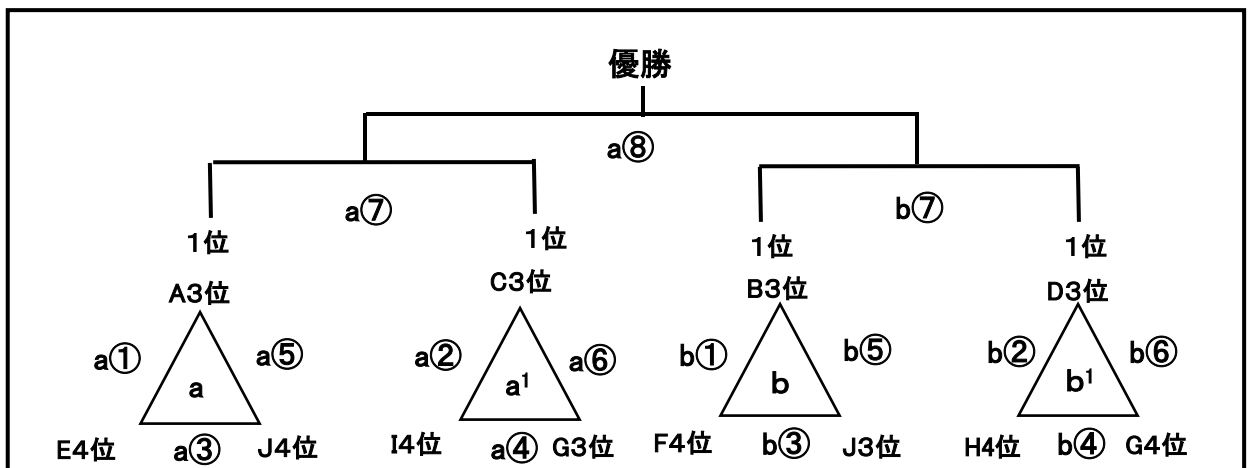 優勝
a⑧
a⑦ b⑦
1位 1位 1位 1位
A3位 C3位 B3位 D3位
a① a⑤ a② a⑥ b① b⑤ b② b⑥
a a¹ b b¹
E4位 a③ J4位 I4位 a④ G3位 F4位 b③ J3位 H4位 b④ G4位